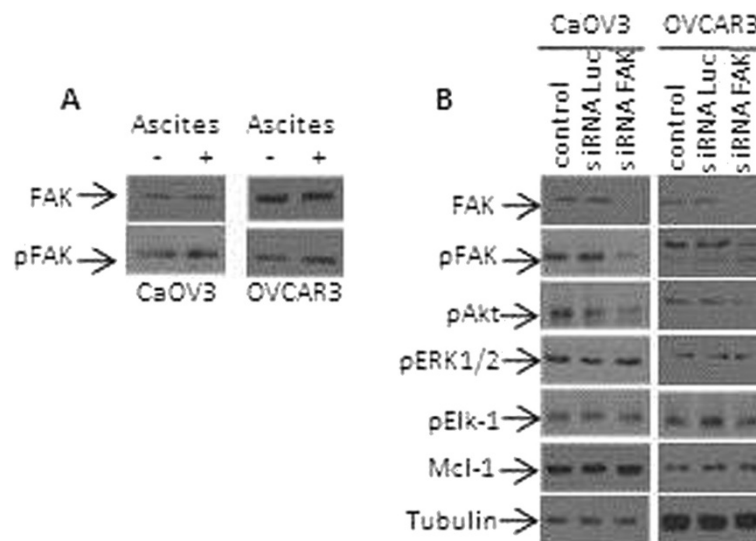 A
Ascites Ascites
- + - +
FAK
pFAK
CaOV3 OVCAR3
B
CaOV3 OVCAR3
control siRNA Luc siRNA FAK control siRNA Luc siRNA FAK
FAK
pFAK
pAkt
pERK1/2
pElk-1
Mcl-1
Tubulin